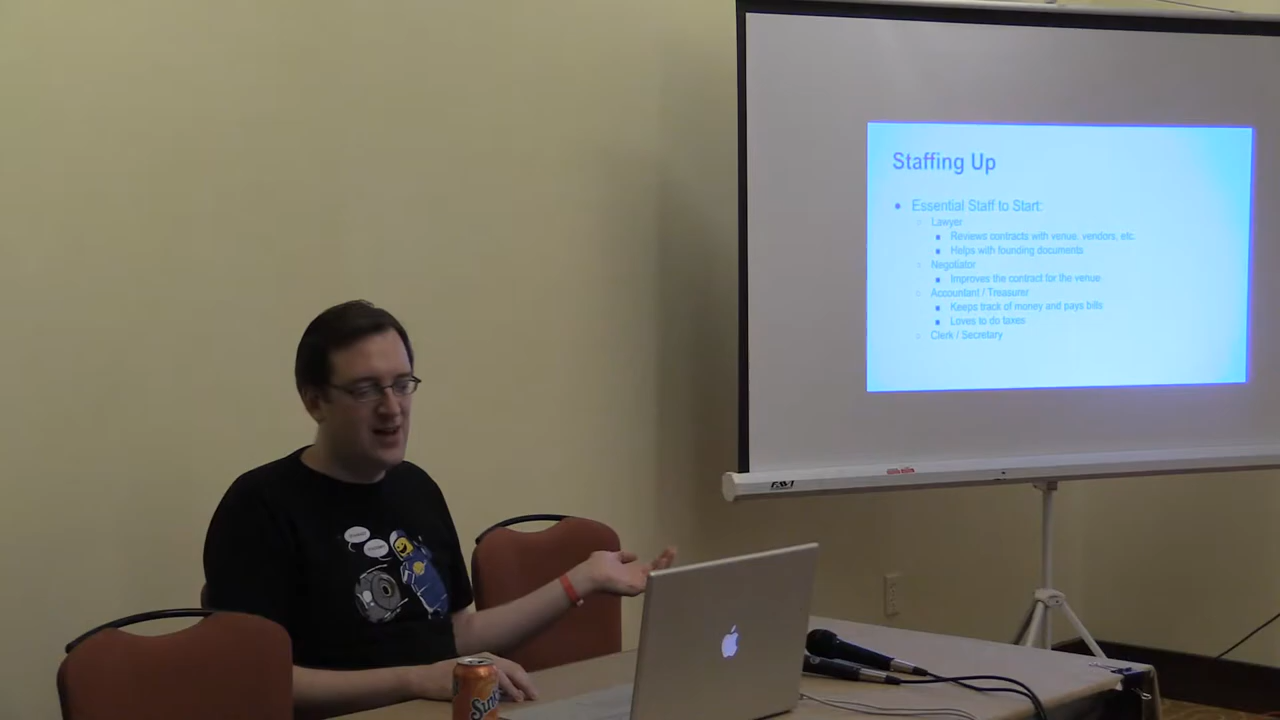 Staffing Up
● Essential Staff to Start:
○ Lawyer
■ Reviews contracts with venue, vendors, etc.
■ Helps with founding documents
○ Negotiator
■ Improves the contract for the venue
○ Accountant / Treasurer
■ Keeps track of money and pays bills
■ Loves to do taxes
○ Clerk / Secretary
FAVI
Sunk